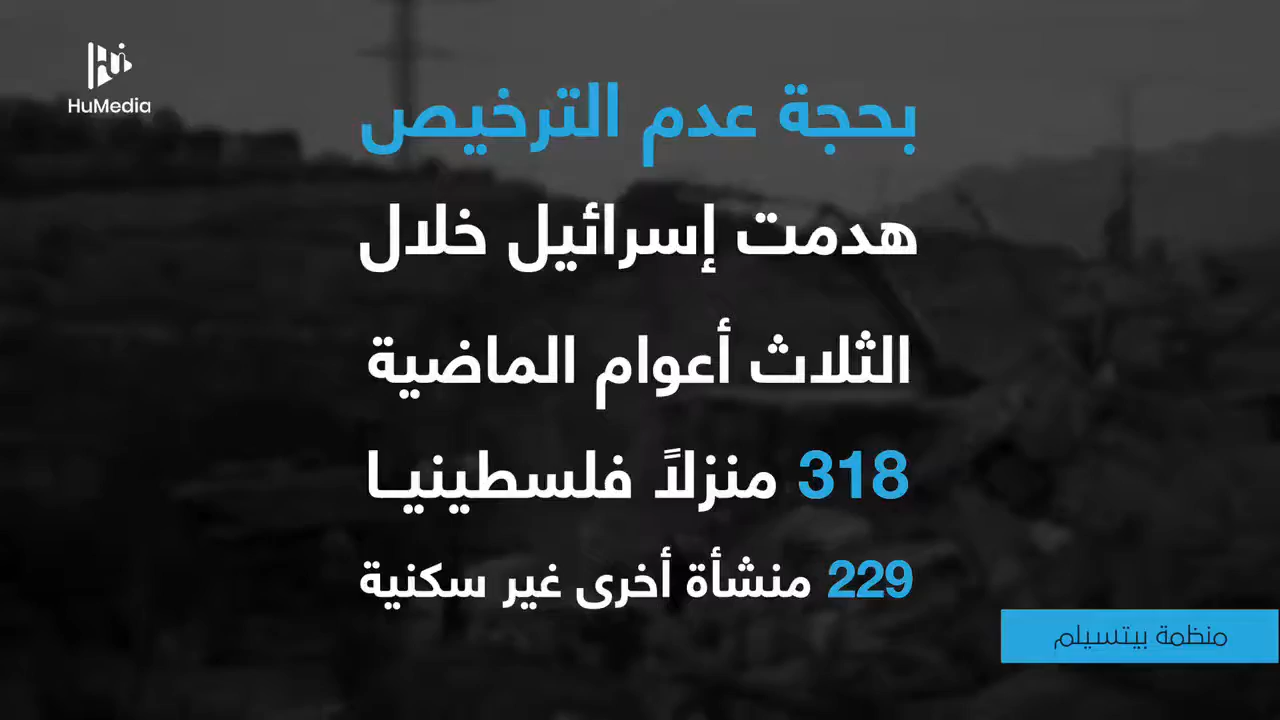 HuMedia
بحجة عدم الترخيص
هدمت إسرائيل خلال
الثلاث أعوام الماضية
318 منزلاً فلسطينيـا
229 منشأة أخرى غير سكنية
منظمة بيتسيلم